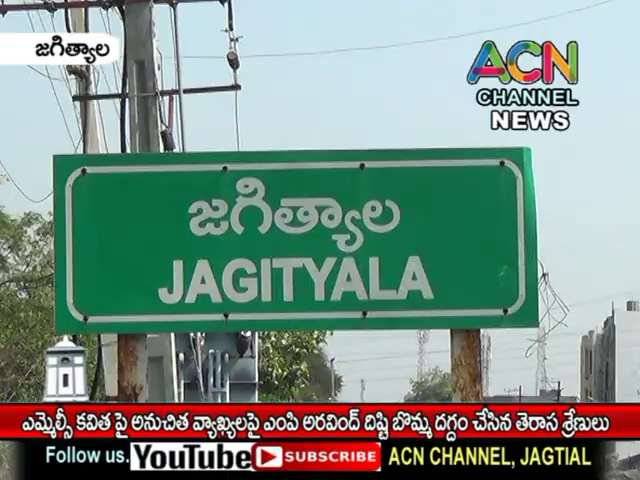 జగిత్యాల
ACN
CHANNEL
NEWS
జగిత్యాల
JAGITYALA
ఎమ్మెల్సీ కవిత పై అనుచిత వ్యాఖ్యలపై ఎంపి అరవింద్ దిష్టి బొమ్మ దగ్దం చేసిన తెరాస శ్రేణులు
Follow us. YouTube SUBSCRIBE ACN CHANNEL, JAGTIAL